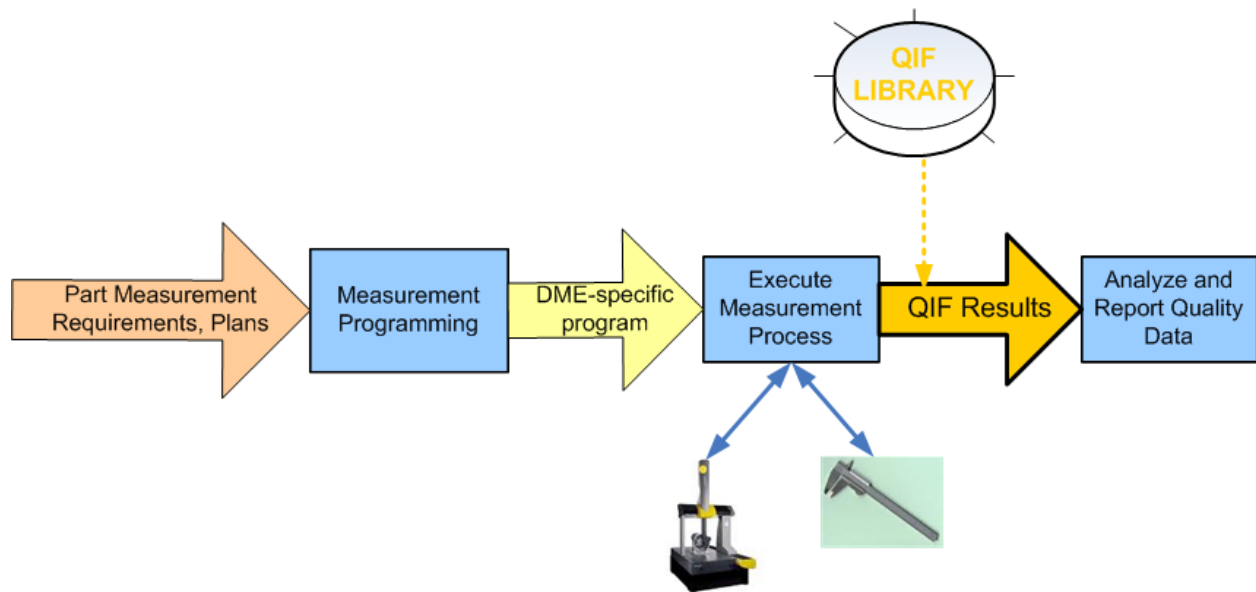 QIF
LIBRARY
Part Measurement
Requirements, Plans
Measurement
Programming
DME-specific
program
Execute
Measurement
Process
QIF Results
Analyze and
Report Quality
Data